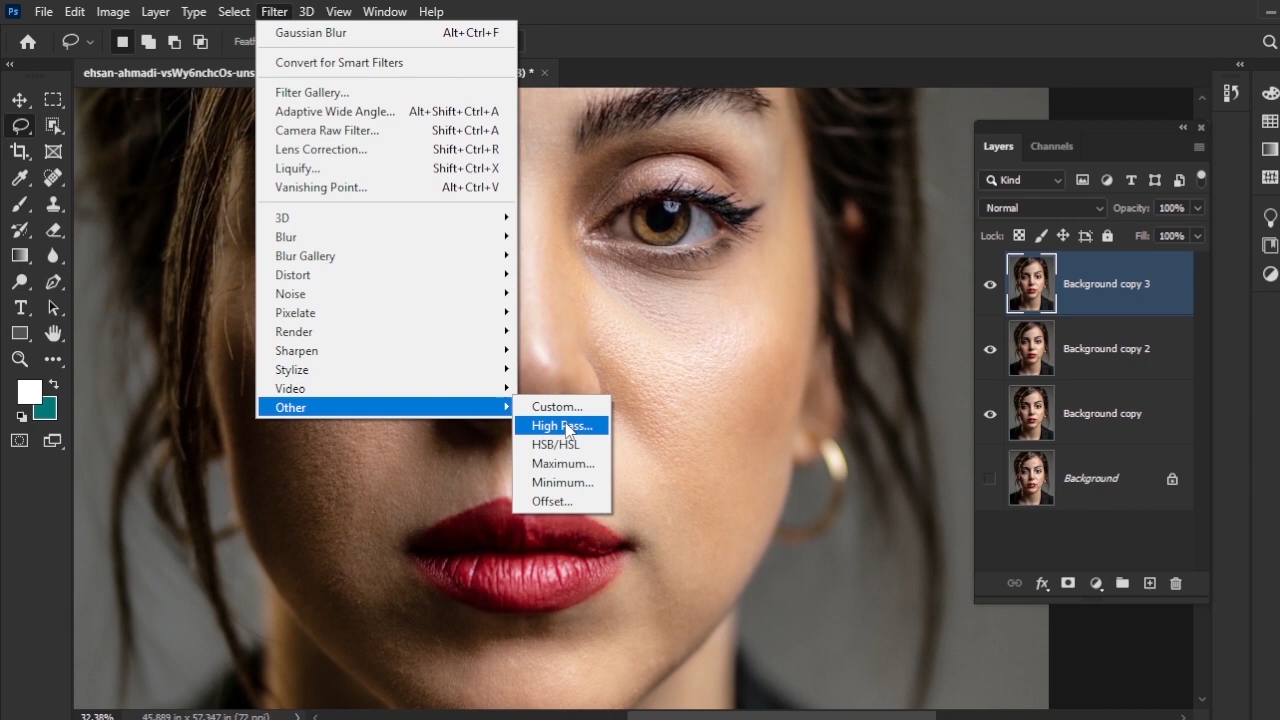 Ps File Edit Image Layer Type Select Filter 3D View Window Help
Gaussian Blur Alt+Ctrl+F
Convert for Smart Filters
Filter Gallery...
Adaptive Wide Angle... Alt+Shift+Ctrl+A
Camera Raw Filter... Shift+Ctrl+A
Lens Correction... Shift+Ctrl+R
Liquify... Shift+Ctrl+X
Vanishing Point... Alt+Ctrl+V
3D
Blur
Blur Gallery
Distort
Noise
Pixelate
Render
Sharpen
Stylize
Video
Other
Custom...
High Pass...
HSB/HSL
Maximum...
Minimum...
Offset...
ehsan-ahmadi-vsWy6nchcOs-uns 3) * ×
Layers Channels
Kind
Normal Opacity: 100%
Lock: Fill: 100%
Background copy 3
Background copy 2
Background copy
Background
fx
32.38% 45.889 in x 57.347 in (72 ppi)